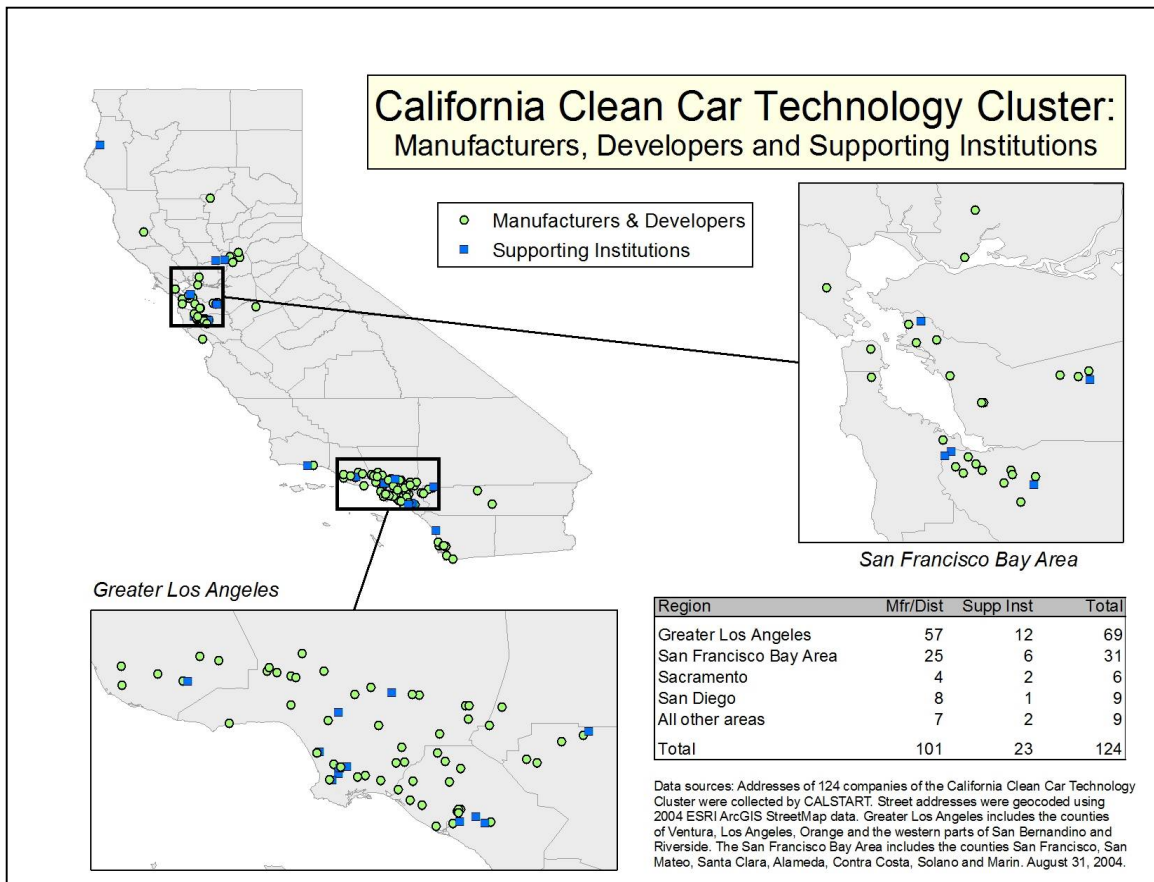 California Clean Car Technology Cluster:
Manufacturers, Developers and Supporting Institutions
Manufacturers & Developers
Supporting Institutions
San Francisco Bay Area
Greater Los Angeles
Region Mfr/Dist Supp Inst Total
Greater Los Angeles 57 12 69
San Francisco Bay Area 25 6 31
Sacramento 4 2 6
San Diego 8 1 9
All other areas 7 2 9
Total 101 23 124
Data sources: Addresses of 124 companies of the California Clean Car Technology
Cluster were collected by CALSTART. Street addresses were geocoded using
2004 ESRI ArcGIS StreetMap data. Greater Los Angeles includes the counties
of Ventura, Los Angeles, Orange and the western parts of San Bernandino and
Riverside. The San Francisco Bay Area includes the counties San Francisco, San
Mateo, Santa Clara, Alameda, Contra Costa, Solano and Marin. August 31, 2004.